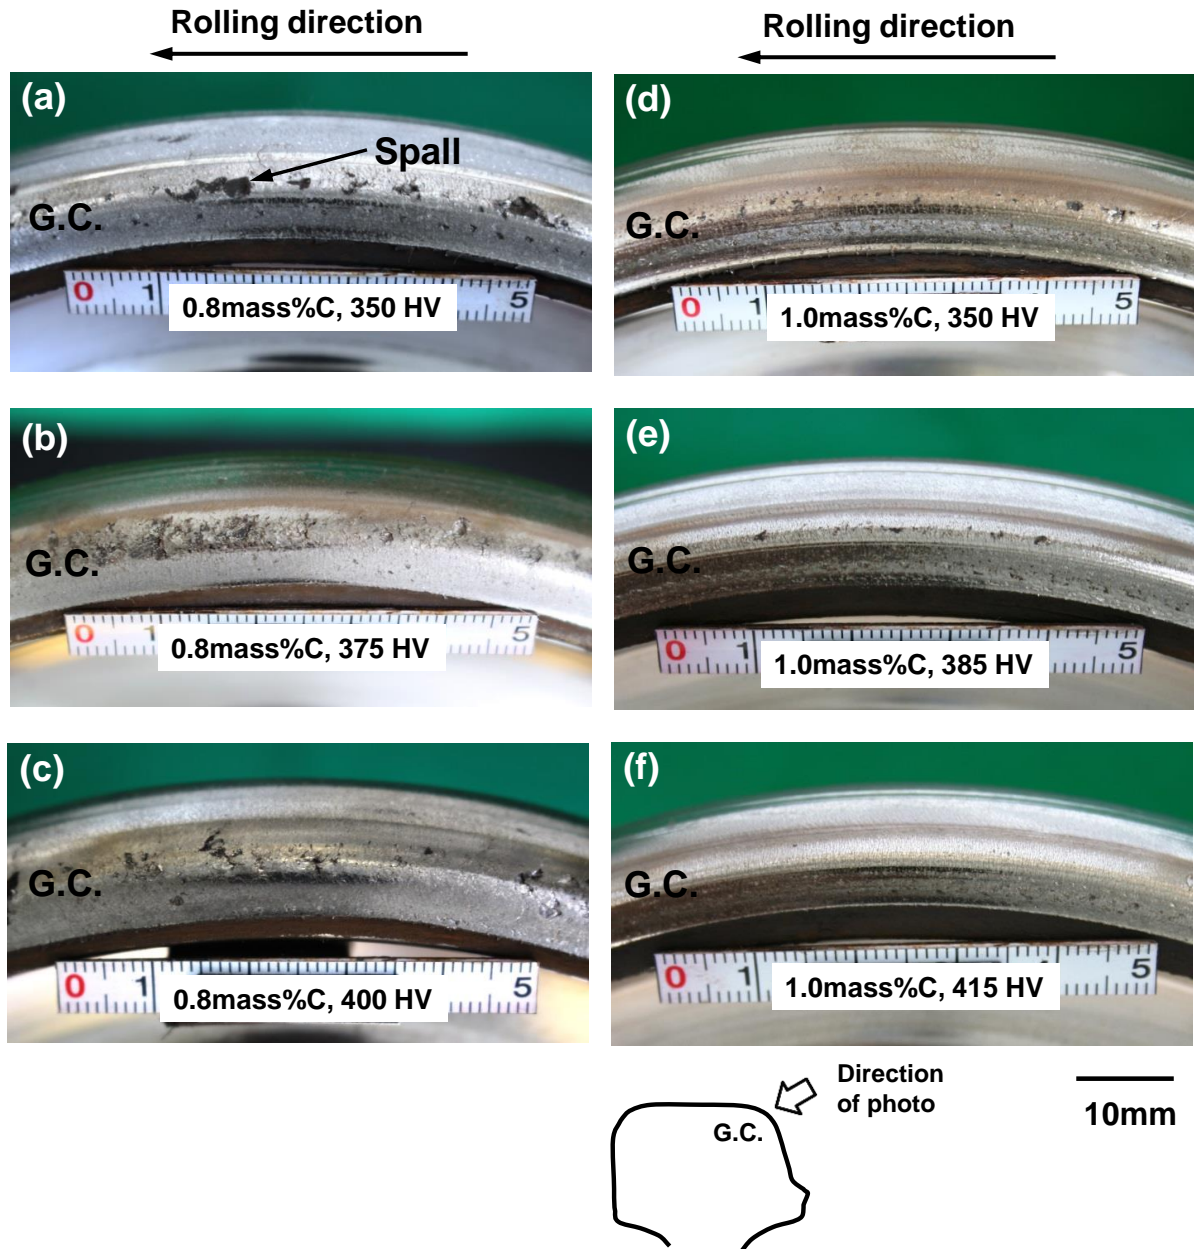 Rolling direction
Rolling direction
(a)
Spall
G.C.
0 1 5
0.8mass%C, 350 HV
(d)
G.C.
0 1 5
1.0mass%C, 350 HV
(b)
G.C.
0 1 5
0.8mass%C, 375 HV
(e)
G.C.
0 1 5
1.0mass%C, 385 HV
(c)
G.C.
0 1 5
0.8mass%C, 400 HV
(f)
G.C.
0 1 5
1.0mass%C, 415 HV
Direction
of photo
G.C.
10mm